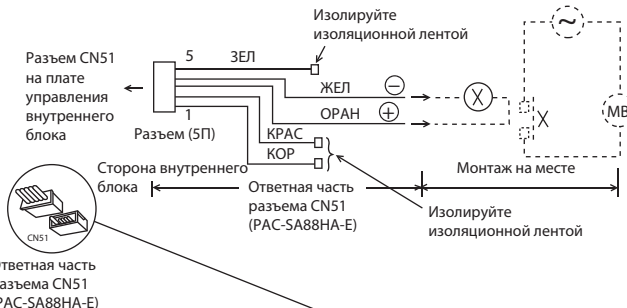 Изолируйте
изоляционной лентой
Разъем CN51
на плате
управления
внутреннего
блока
5
ЗЕЛ
ЖЕЛ
−
ОРАН
+
1
Разъем (5П)
КРАС
КОР
X
X
~
МВ
Сторона внутреннего
блока
Ответная часть
разъема CN51
(PAC-SA88HA-E)
Монтаж на месте
Изолируйте
изоляционной лентой
CN51
тветная часть
азъема CN51
PAC-SA88HA-E)